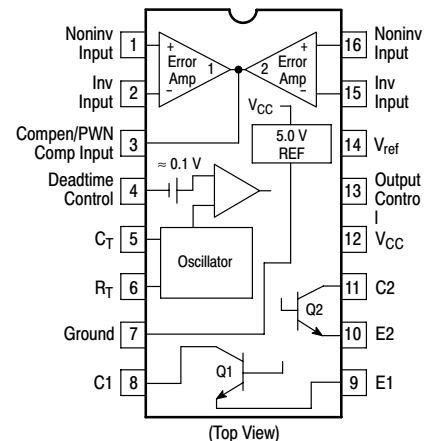 Noninv
Input
1
+
Error
Amp
1
2
+
Error
Amp
16
Noninv
Input
Inv
Input
2
–
–
15
Inv
Input
VCC
Compen/PWN
Comp Input
3
5.0 V
REF
14
Vref
≈ 0.1 V
Deadtime
Control
4
13
Output
Contro
l
CT
5
Oscillator
12
VCC
RT
6
11
C2
Q2
Ground
7
10
E2
C1
8
Q1
9
E1
(Top View)